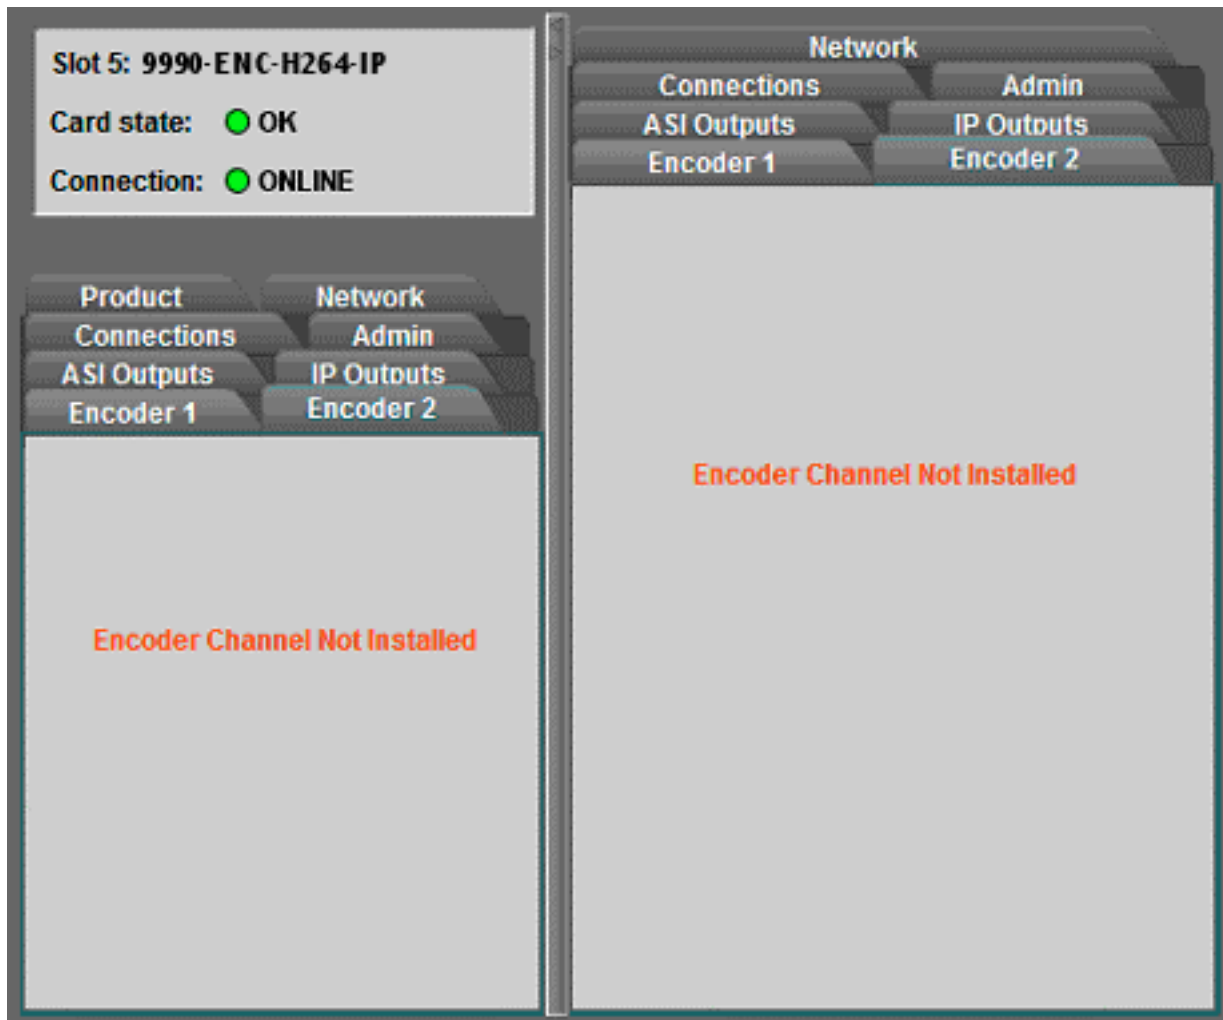 Slot 5: 9990-ENC-H264-IP
Card state: OK
Connection: ONLINE
Product Network
Connections Admin
ASI Outputs IP Outputs
Encoder 1 Encoder 2
Encoder Channel Not Installed
Network
Connections Admin
ASI Outputs IP Outputs
Encoder 1 Encoder 2
Encoder Channel Not Installed